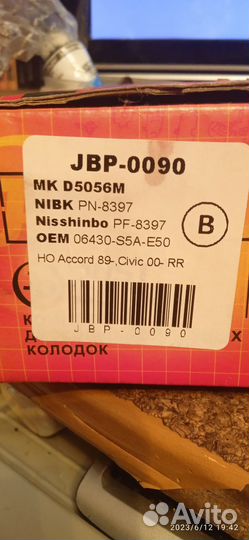 JBP-0090
MK D5056M
NIBK PN-8397
Nisshinbo PF-8397
OEM 06430-S5A-E50
B
HO Accord 89-,Civic 00- RR
JBP-0090
КОЛОДОК
Avito
2023/6/12 19:42